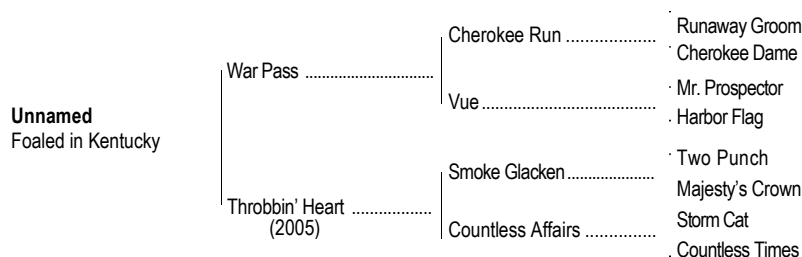 Runaway Groom
Cherokee Run ...................
Cherokee Dame
War Pass ..............................
Mr. Prospector
Vue .....................................
Harbor Flag
Unnamed
Foaled in Kentucky
Two Punch
Smoke Glacken .....................
Majesty's Crown
Throbbin' Heart ..................
(2005)
Storm Cat
Countless Affairs ...............
Countless Times